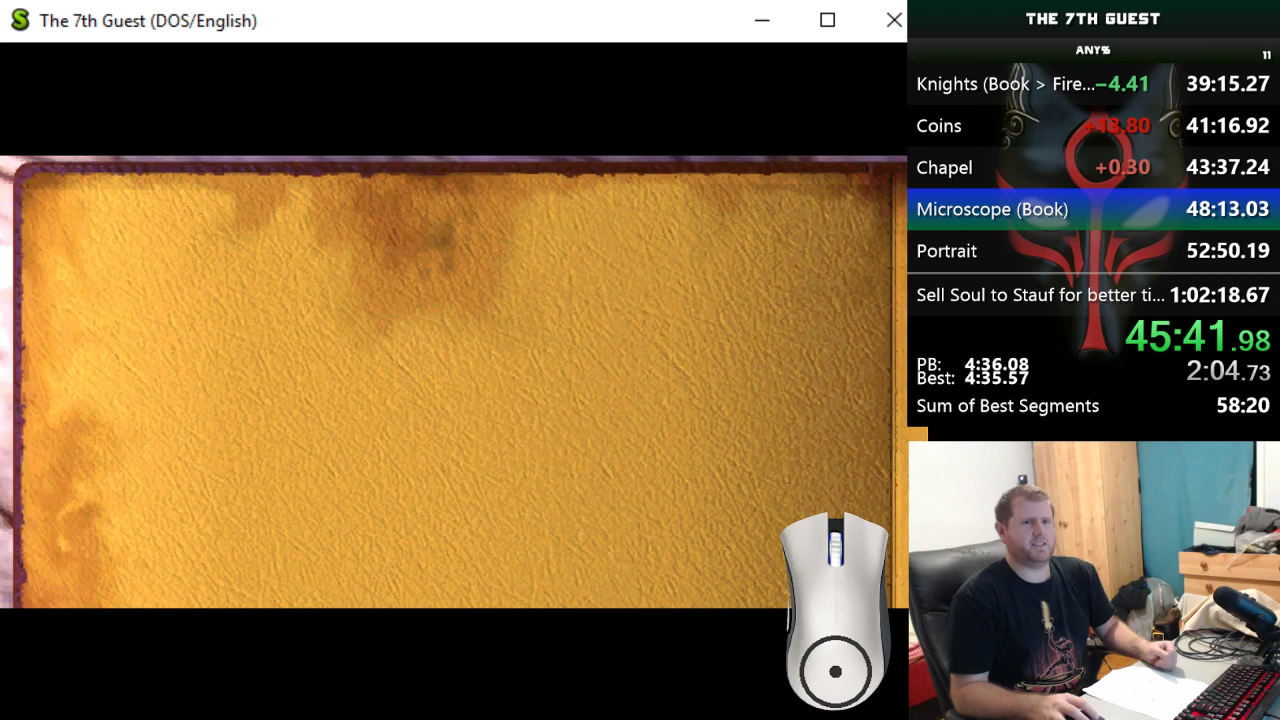 The 7th Guest (DOS/English)
THE 7TH GUEST
ANY%
11
Knights (Book > Fire... −4.41 39:15.27
Coins +13.80 41:16.92
Chapel +0.30 43:37.24
Microscope (Book) 48:13.03
Portrait 52:50.19
Sell Soul to Stauf for better ti... 1:02:18.67
45:41.98
PB: 4:36.08
Best: 4:35.57
2:04.73
Sum of Best Segments 58:20